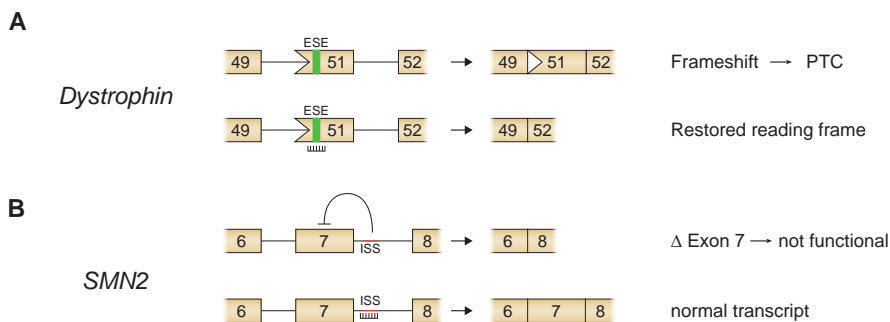 A
Dystrophin
ESE
49 51 52 → 49 51 52 Frameshift → PTC
ESE
49 51 52 → 49 52 Restored reading frame
B
SMN2
6 7 8 → 6 8 Δ Exon 7 → not functional
ISS
ISS
6 7 8 → 6 7 8 normal transcript